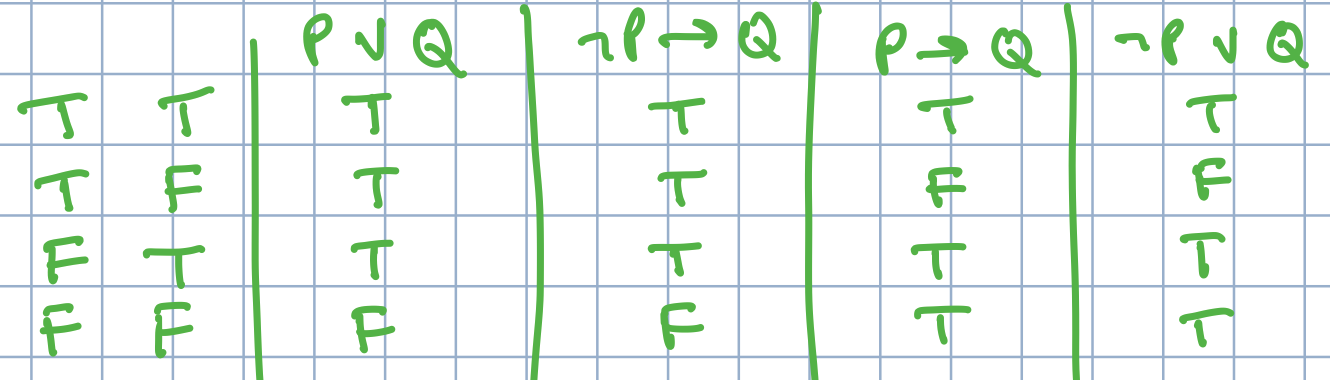 P ∨ Q ¬P → Q P → Q ¬P ∨ Q
T T T T T T
T F T T F F
F T T T T T
F F F F T T